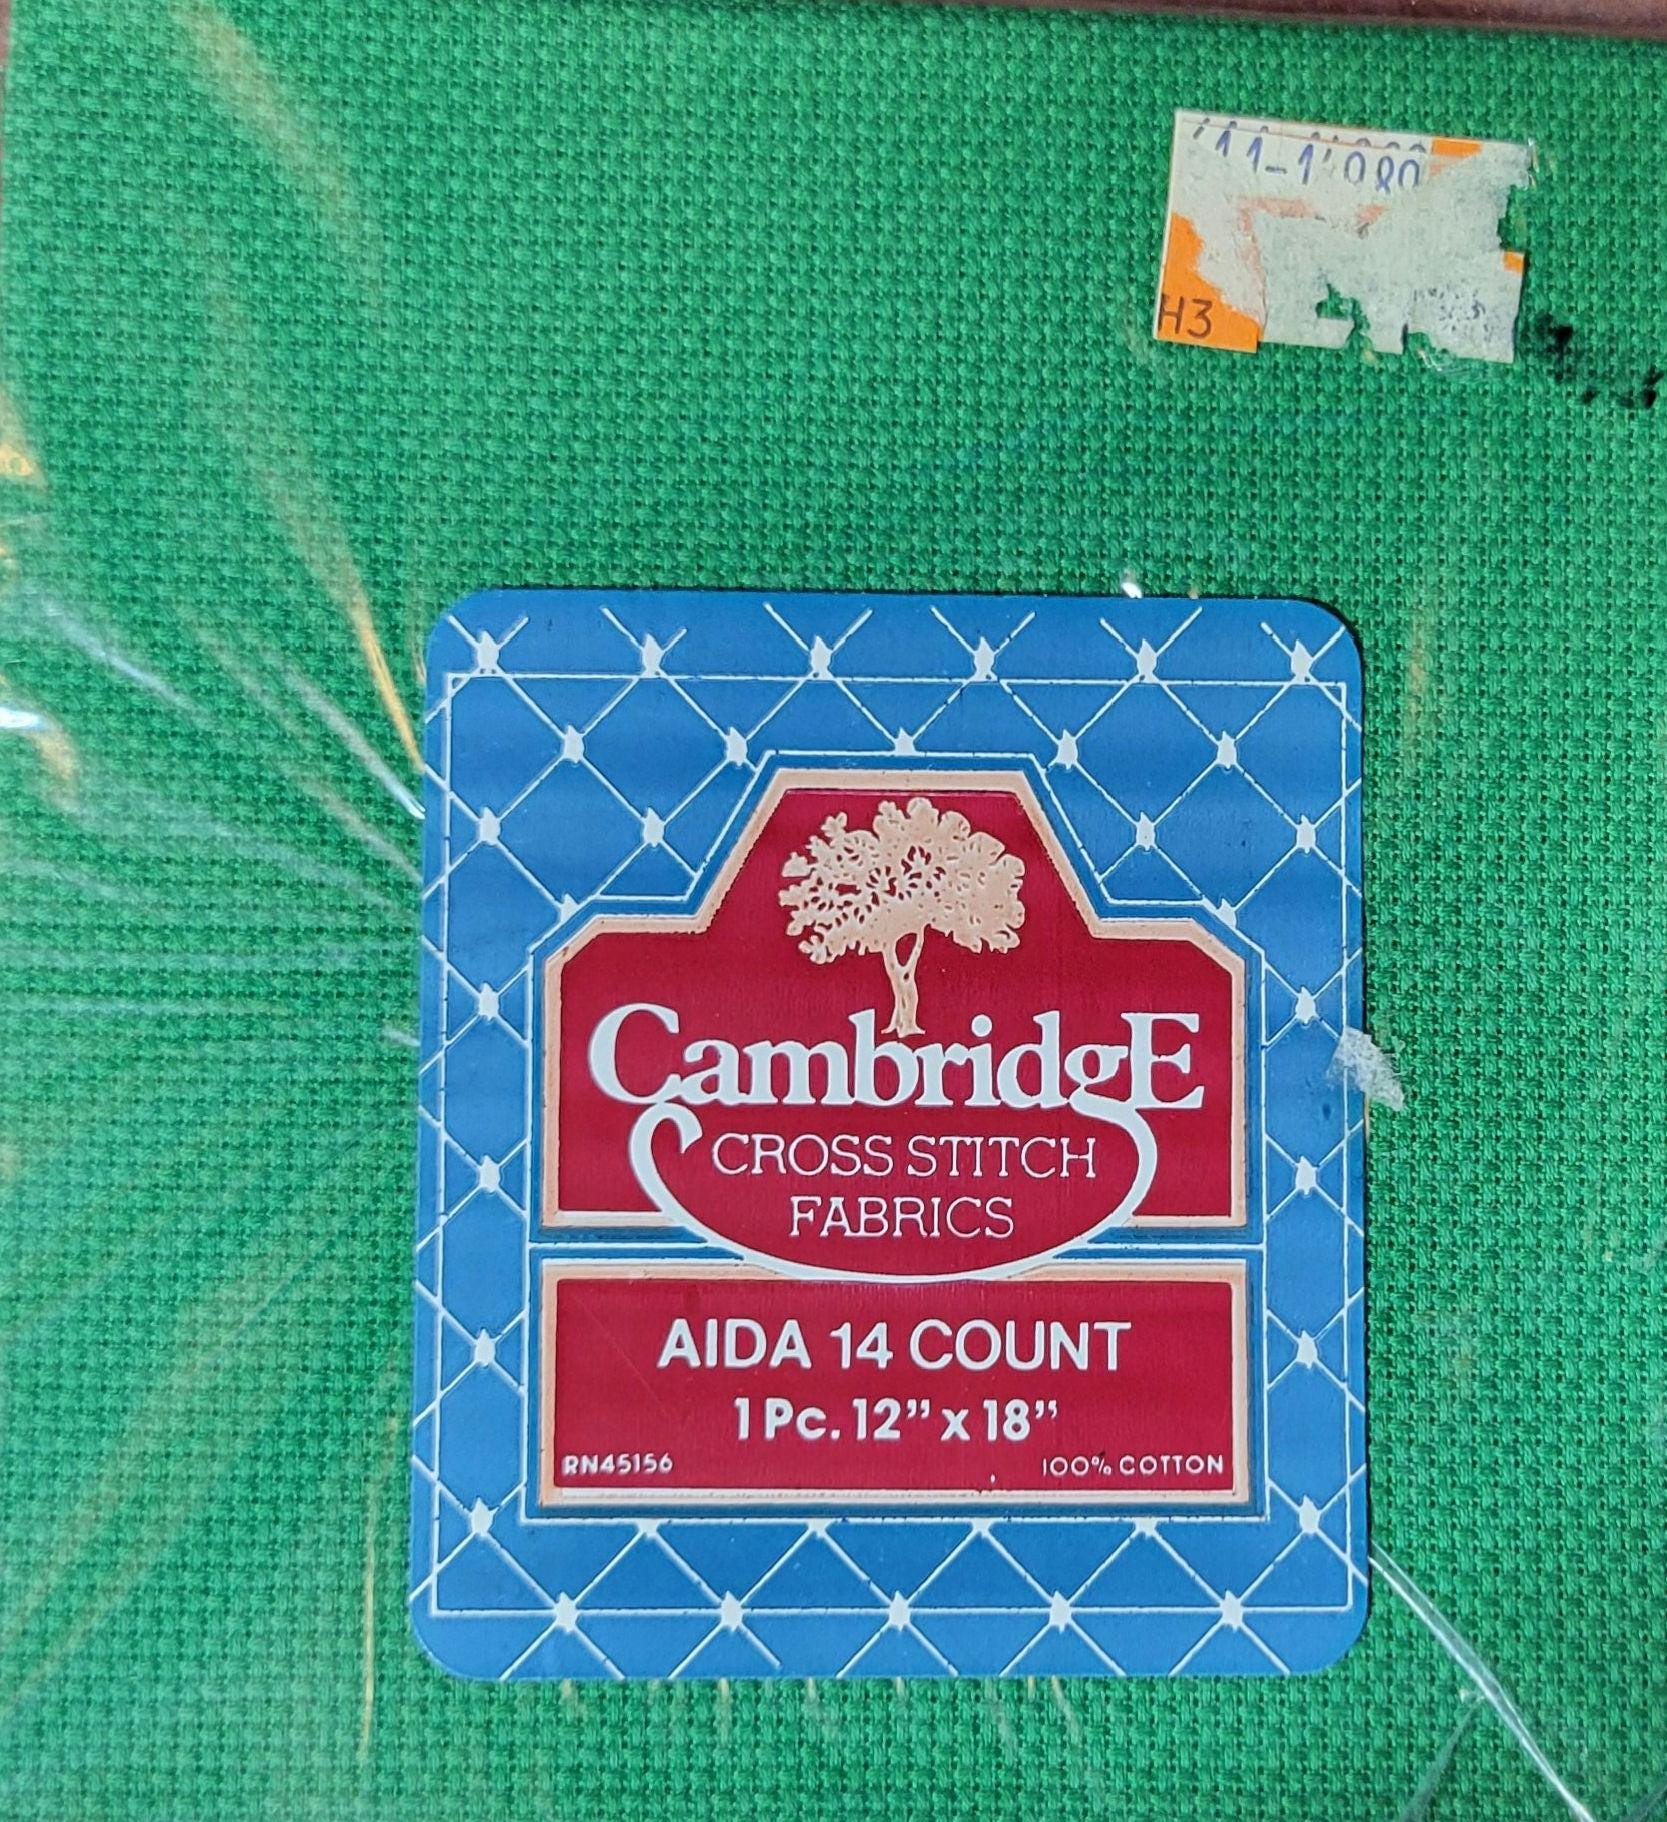 H3
CambridgE
CROSS STITCH
FABRICS
AIDA 14 COUNT
1 Pc. 12” x 18”
RN45156 100% COTTON